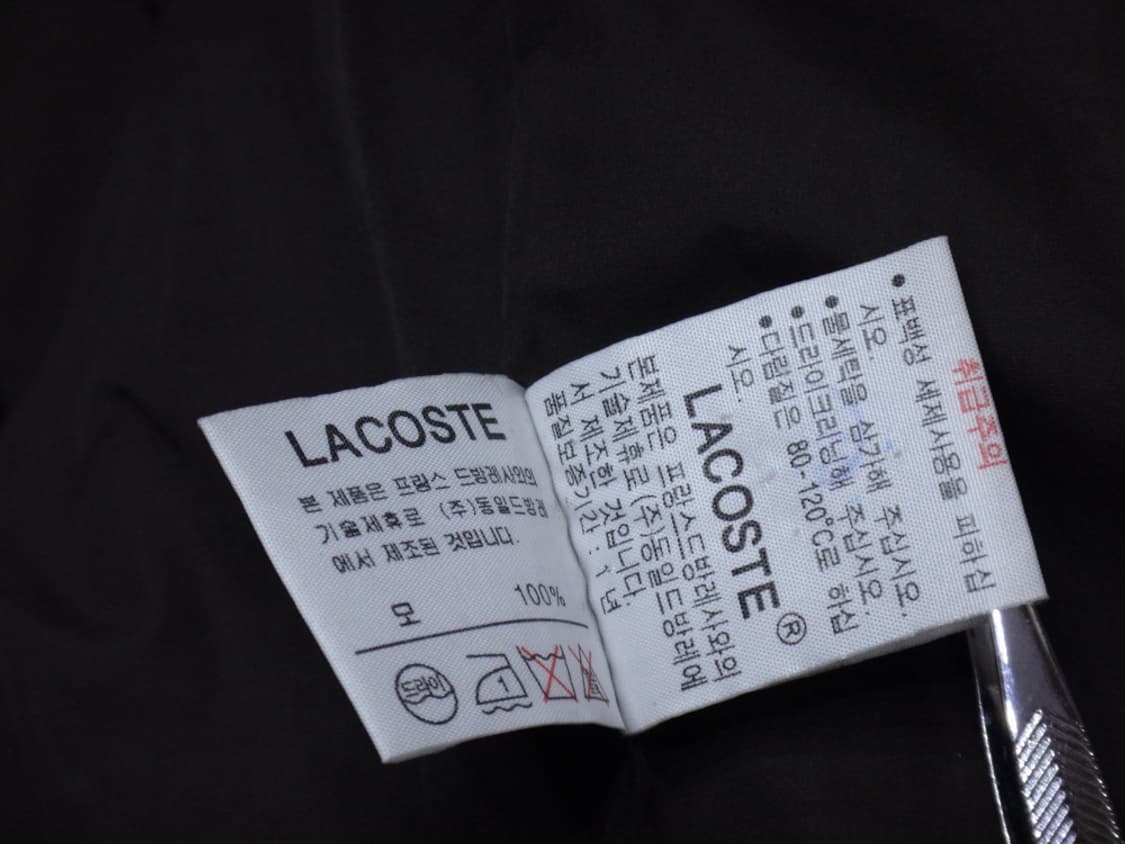 LACOSTE
본 제품은 프랑스 드방레사와의
기술제휴로 (주)동일드방레
에서 제조된 것입니다.
모 100%
드라이
1
취급주의
• 표백성 세제사용을 피하십
시오.
• 물세탁을 삼가해 주십시오.
• 드라이크리닝해 주십시오.
• 다림질은 80-120°C로 하십
시오.
LACOSTE ®
본제품은 프랑스드방레사와의
기술제휴로 (주)동일드방레에
서 제조한 것입니다.
품질보증기간 : 1 년